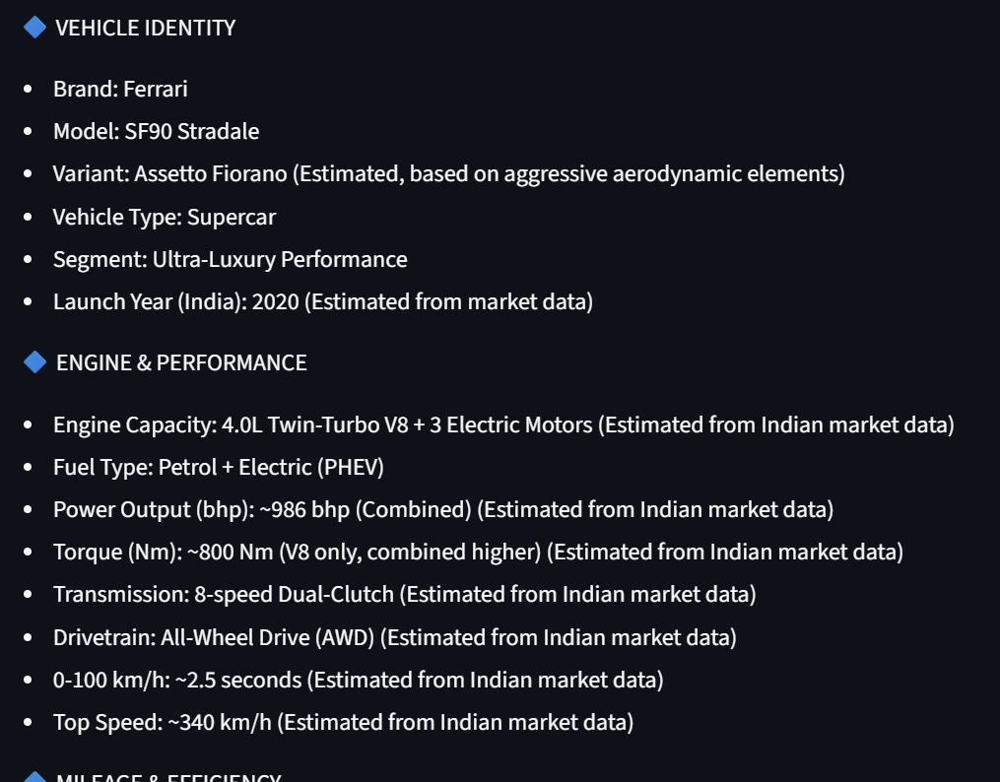 🔷 VEHICLE IDENTITY
• Brand: Ferrari
• Model: SF90 Stradale
• Variant: Assetto Fiorano (Estimated, based on aggressive aerodynamic elements)
• Vehicle Type: Supercar
• Segment: Ultra-Luxury Performance
• Launch Year (India): 2020 (Estimated from market data)
🔷 ENGINE & PERFORMANCE
• Engine Capacity: 4.0L Twin-Turbo V8 + 3 Electric Motors (Estimated from Indian market data)
• Fuel Type: Petrol + Electric (PHEV)
• Power Output (bhp): ~986 bhp (Combined) (Estimated from Indian market data)
• Torque (Nm): ~800 Nm (V8 only, combined higher) (Estimated from Indian market data)
• Transmission: 8-speed Dual-Clutch (Estimated from Indian market data)
• Drivetrain: All-Wheel Drive (AWD) (Estimated from Indian market data)
• 0-100 km/h: ~2.5 seconds (Estimated from Indian market data)
• Top Speed: ~340 km/h (Estimated from Indian market data)
🔷 MILEAGE & EFFICIENCY